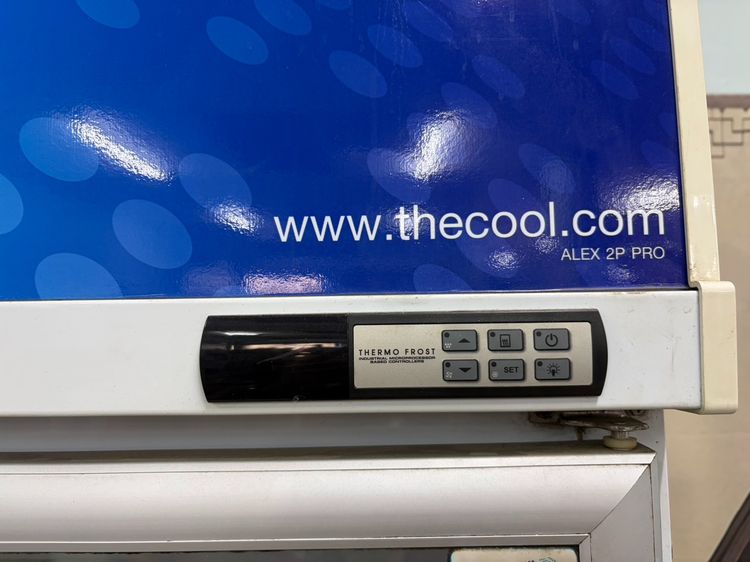 www.thecool.com
ALEX 2P PRO
THERMO FROST
INDUSTRIAL MICROPROCESSOR
BASED CONTROLLERS
SET